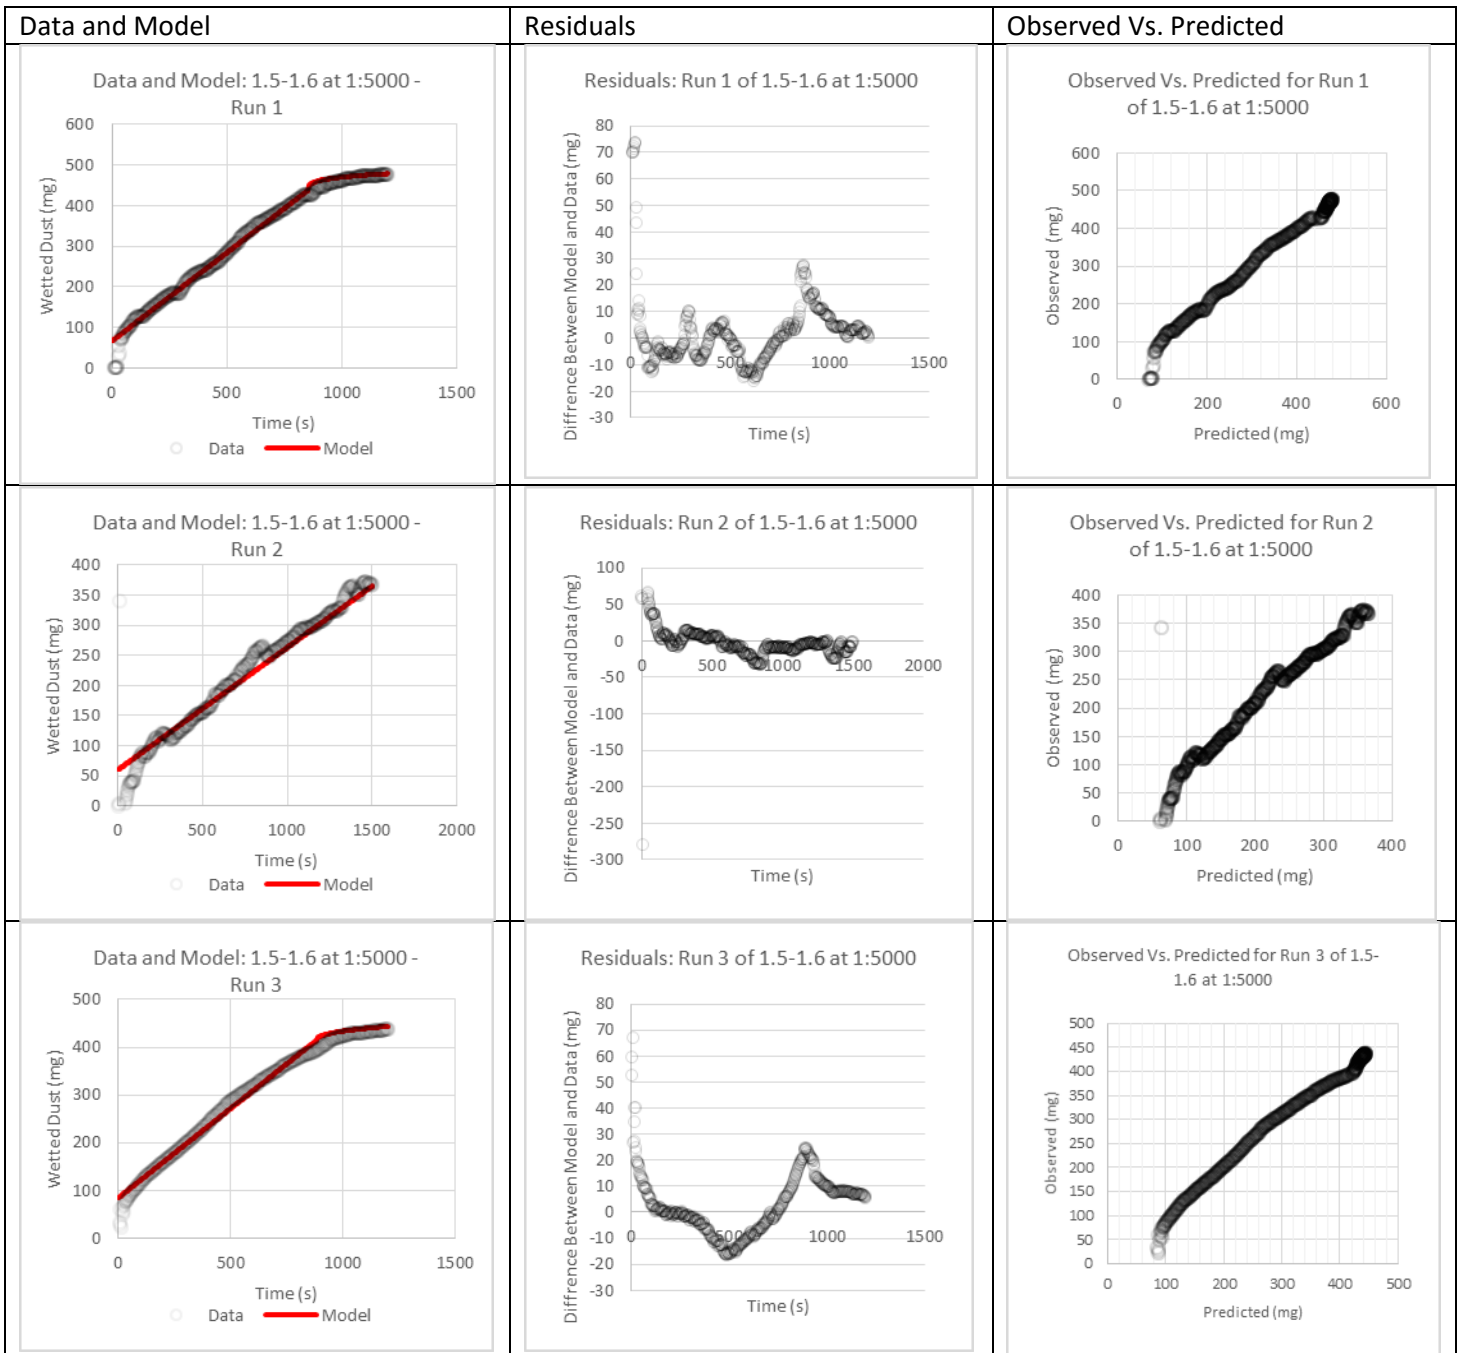 Data and Model
Residuals
Observed Vs. Predicted
Data and Model: 1.5-1.6 at 1:5000 -
Run 1
600
500
400
300
200
100
0
0
500
1000
1500
Wetted Dust (mg)
Time (s)
Data
Model
Residuals: Run 1 of 1.5-1.6 at 1:5000
80
70
60
50
40
30
20
10
0
-10
-20
-30
0
500
1000
1500
Diffrence Between Model and Data (mg)
Time (s)
Observed Vs. Predicted for Run 1
of 1.5-1.6 at 1:5000
600
500
400
300
200
100
0
0
200
400
600
Observed (mg)
Predicted (mg)
Data and Model: 1.5-1.6 at 1:5000 -
Run 2
400
350
300
250
200
150
100
50
0
0
500
1000
1500
2000
Wetted Dust (mg)
Time (s)
Data
Model
Residuals: Run 2 of 1.5-1.6 at 1:5000
100
50
0
-50
-100
-150
-200
-250
-300
0
500
1000
1500
2000
Diffrence Between Model and Data (mg)
Time (s)
Observed Vs. Predicted for Run 2
of 1.5-1.6 at 1:5000
400
350
300
250
200
150
100
50
0
0
100
200
300
400
Observed (mg)
Predicted (mg)
Data and Model: 1.5-1.6 at 1:5000 -
Run 3
500
400
300
200
100
0
0
500
1000
1500
Wetted Dust (mg)
Time (s)
Data
Model
Residuals: Run 3 of 1.5-1.6 at 1:5000
80
70
60
50
40
30
20
10
0
-10
-20
-30
0
500
1000
1500
Diffrence Between Model and Data (mg)
Time (s)
Observed Vs. Predicted for Run 3 of 1.5-
1.6 at 1:5000
500
450
400
350
300
250
200
150
100
50
0
0
100
200
300
400
500
Observed (mg)
Predicted (mg)